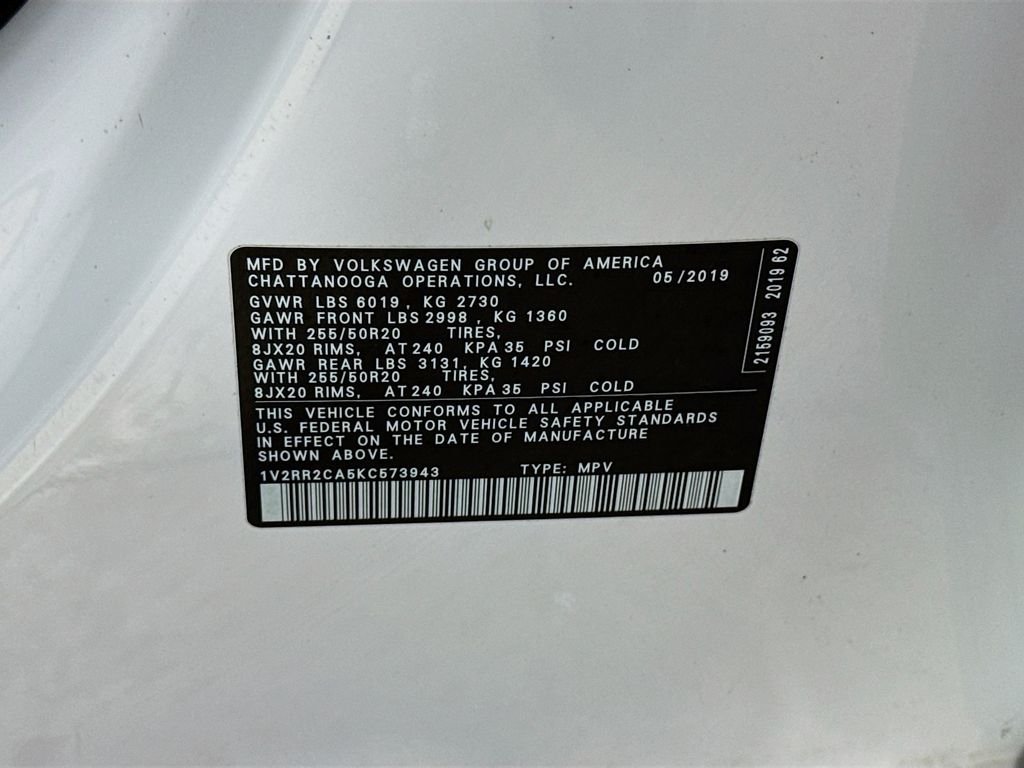 MFD BY VOLKSWAGEN GROUP OF AMERICA
CHATTANOOGA OPERATIONS, LLC. 05/2019
GVWR LBS 6019, KG 2730
GAWR FRONT LBS 2998, KG 1360
WITH 255/50R20 TIRES,
8JX20 RIMS, AT 240 KPA 35 PSI COLD
GAWR REAR LBS 3131, KG 1420
WITH 255/50R20 TIRES,
8JX20 RIMS, AT 240 KPA 35 PSI COLD
THIS VEHICLE CONFORMS TO ALL APPLICABLE
U.S. FEDERAL MOTOR VEHICLE SAFETY STANDARDS
IN EFFECT ON THE DATE OF MANUFACTURE
SHOWN ABOVE.
1V2RR2CA5KC573943 TYPE: MPV
2159093 2019 62